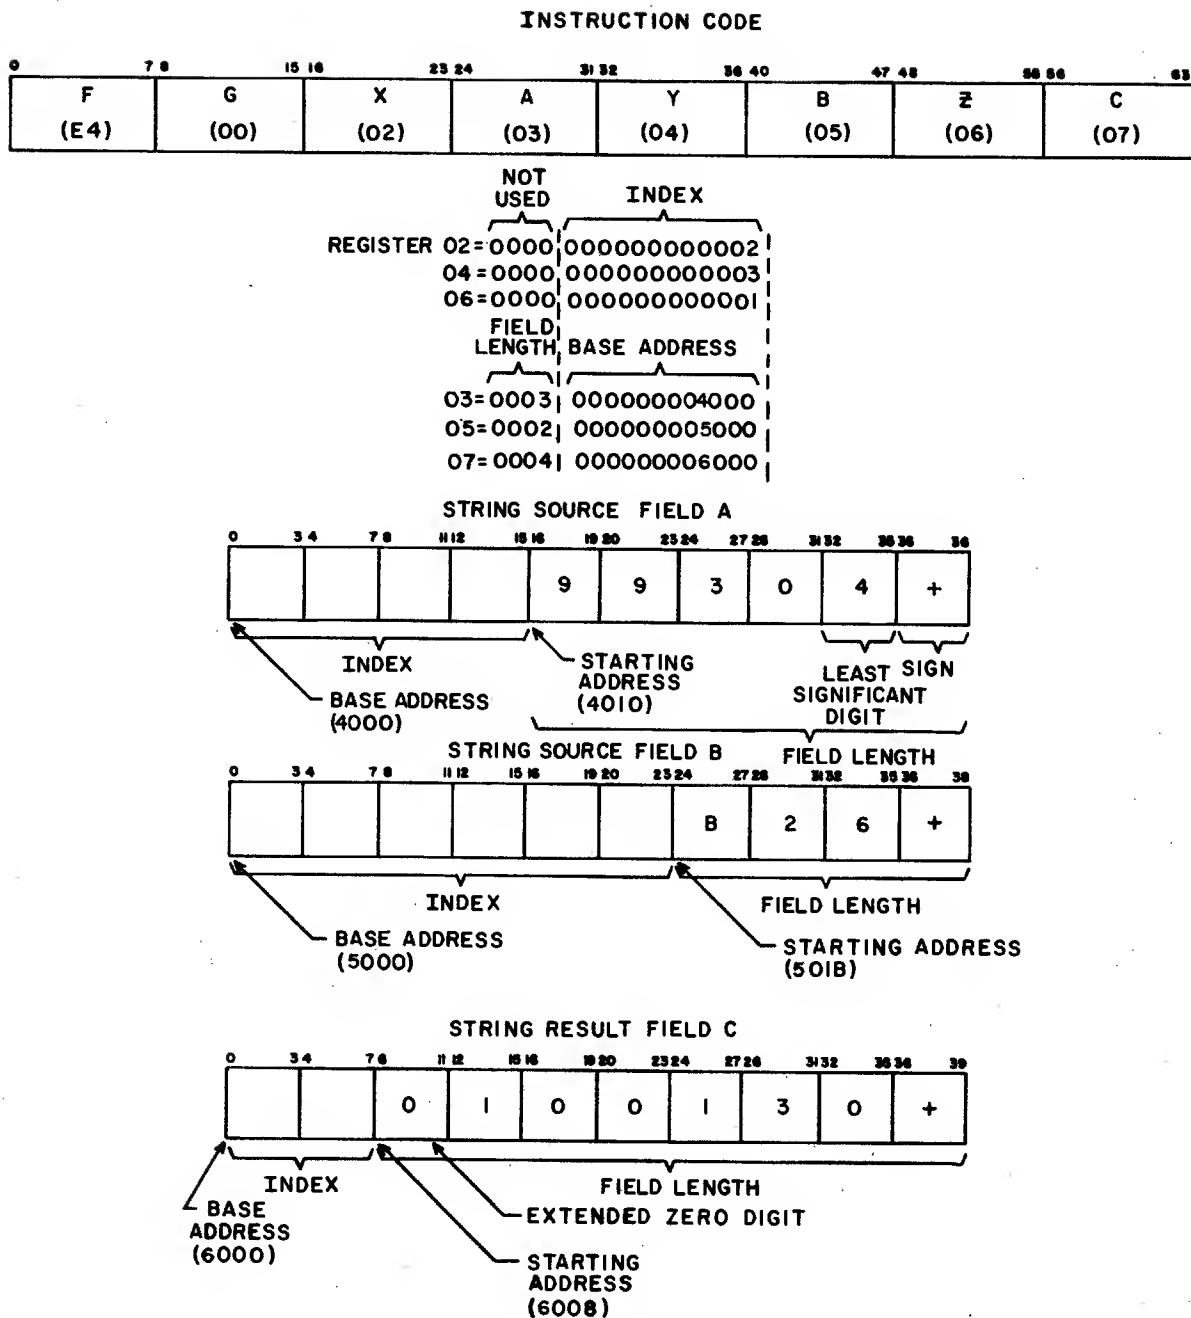 INSTRUCTION CODE
0 7 8 15 16 23 24 31 32 36 40 47 48 55 56 63
F G X A Y B Z C
(E4) (00) (02) (03) (04) (05) (06) (07)
NOT USED
INDEX
REGISTER 02=0000 000000000002
04=0000 000000000003
06=0000 000000000001
FIELD LENGTH
BASE ADDRESS
03=0003 000000004000
05=0002 000000005000
07=0004 000000006000
STRING SOURCE FIELD A
0 3 4 7 8 11 12 15 16 19 20 23 24 27 28 31 32 35 36 36
9 9 3 0 4 +
INDEX
BASE ADDRESS
(4000)
STARTING
ADDRESS
(4010)
LEAST
SIGNIFICANT
DIGIT
SIGN
FIELD LENGTH
STRING SOURCE FIELD B
0 3 4 7 8 11 12 15 16 19 20 23 24 27 28 31 32 35 36 38
B 2 6 +
INDEX
FIELD LENGTH
BASE ADDRESS
(5000)
STARTING ADDRESS
(501B)
STRING RESULT FIELD C
0 3 4 7 6 11 12 15 16 19 20 23 24 27 28 31 32 35 36 39
0 1 0 0 1 3 0 +
INDEX
FIELD LENGTH
BASE
ADDRESS
(6000)
EXTENDED ZERO DIGIT
STARTING
ADDRESS
(6008)